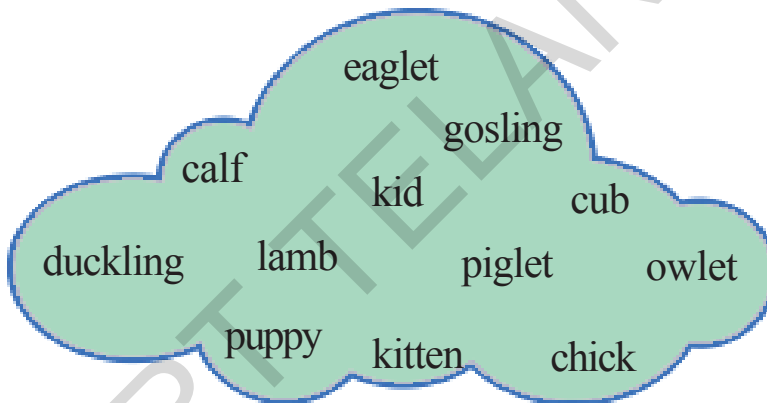 eaglet
gosling
calf
kid
cub
duckling
lamb
piglet
owlet
puppy
kitten
chick